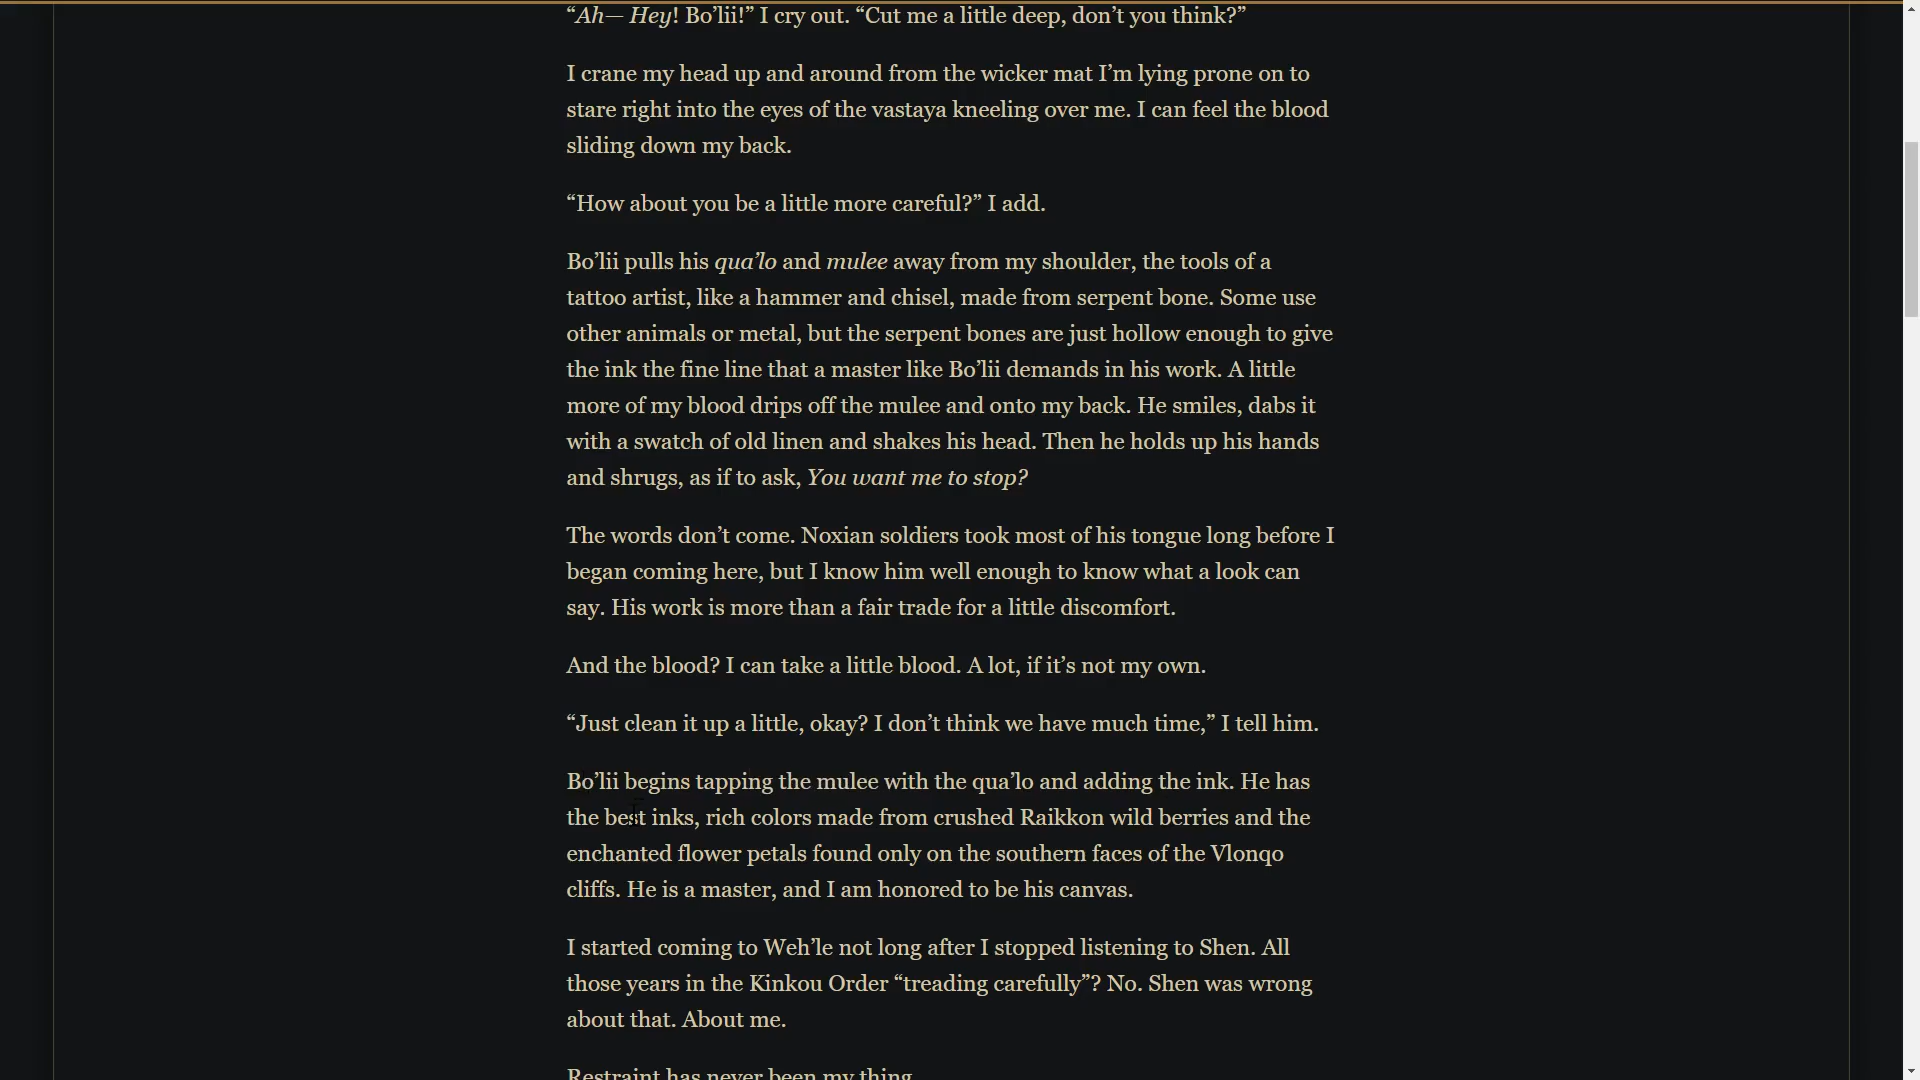 “Ah— Hey! Bo’lii!” I cry out. “Cut me a little deep, don’t you think?”
I crane my head up and around from the wicker mat I’m lying prone on to
stare right into the eyes of the vastaya kneeling over me. I can feel the blood
sliding down my back.
“How about you be a little more careful?” I add.
Bo’lii pulls his qua’lo and mulee away from my shoulder, the tools of a
tattoo artist, like a hammer and chisel, made from serpent bone. Some use
other animals or metal, but the serpent bones are just hollow enough to give
the ink the fine line that a master like Bo’lii demands in his work. A little
more of my blood drips off the mulee and onto my back. He smiles, dabs it
with a swatch of old linen and shakes his head. Then he holds up his hands
and shrugs, as if to ask, You want me to stop?
The words don’t come. Noxian soldiers took most of his tongue long before I
began coming here, but I know him well enough to know what a look can
say. His work is more than a fair trade for a little discomfort.
And the blood? I can take a little blood. A lot, if it’s not my own.
“Just clean it up a little, okay? I don’t think we have much time,” I tell him.
Bo’lii begins tapping the mulee with the qua’lo and adding the ink. He has
the best inks, rich colors made from crushed Raikkon wild berries and the
enchanted flower petals found only on the southern faces of the Vlonqo
cliffs. He is a master, and I am honored to be his canvas.
I started coming to Weh’le not long after I stopped listening to Shen. All
those years in the Kinkou Order “treading carefully”? No. Shen was wrong
about that. About me.
Restraint has never been my thing.